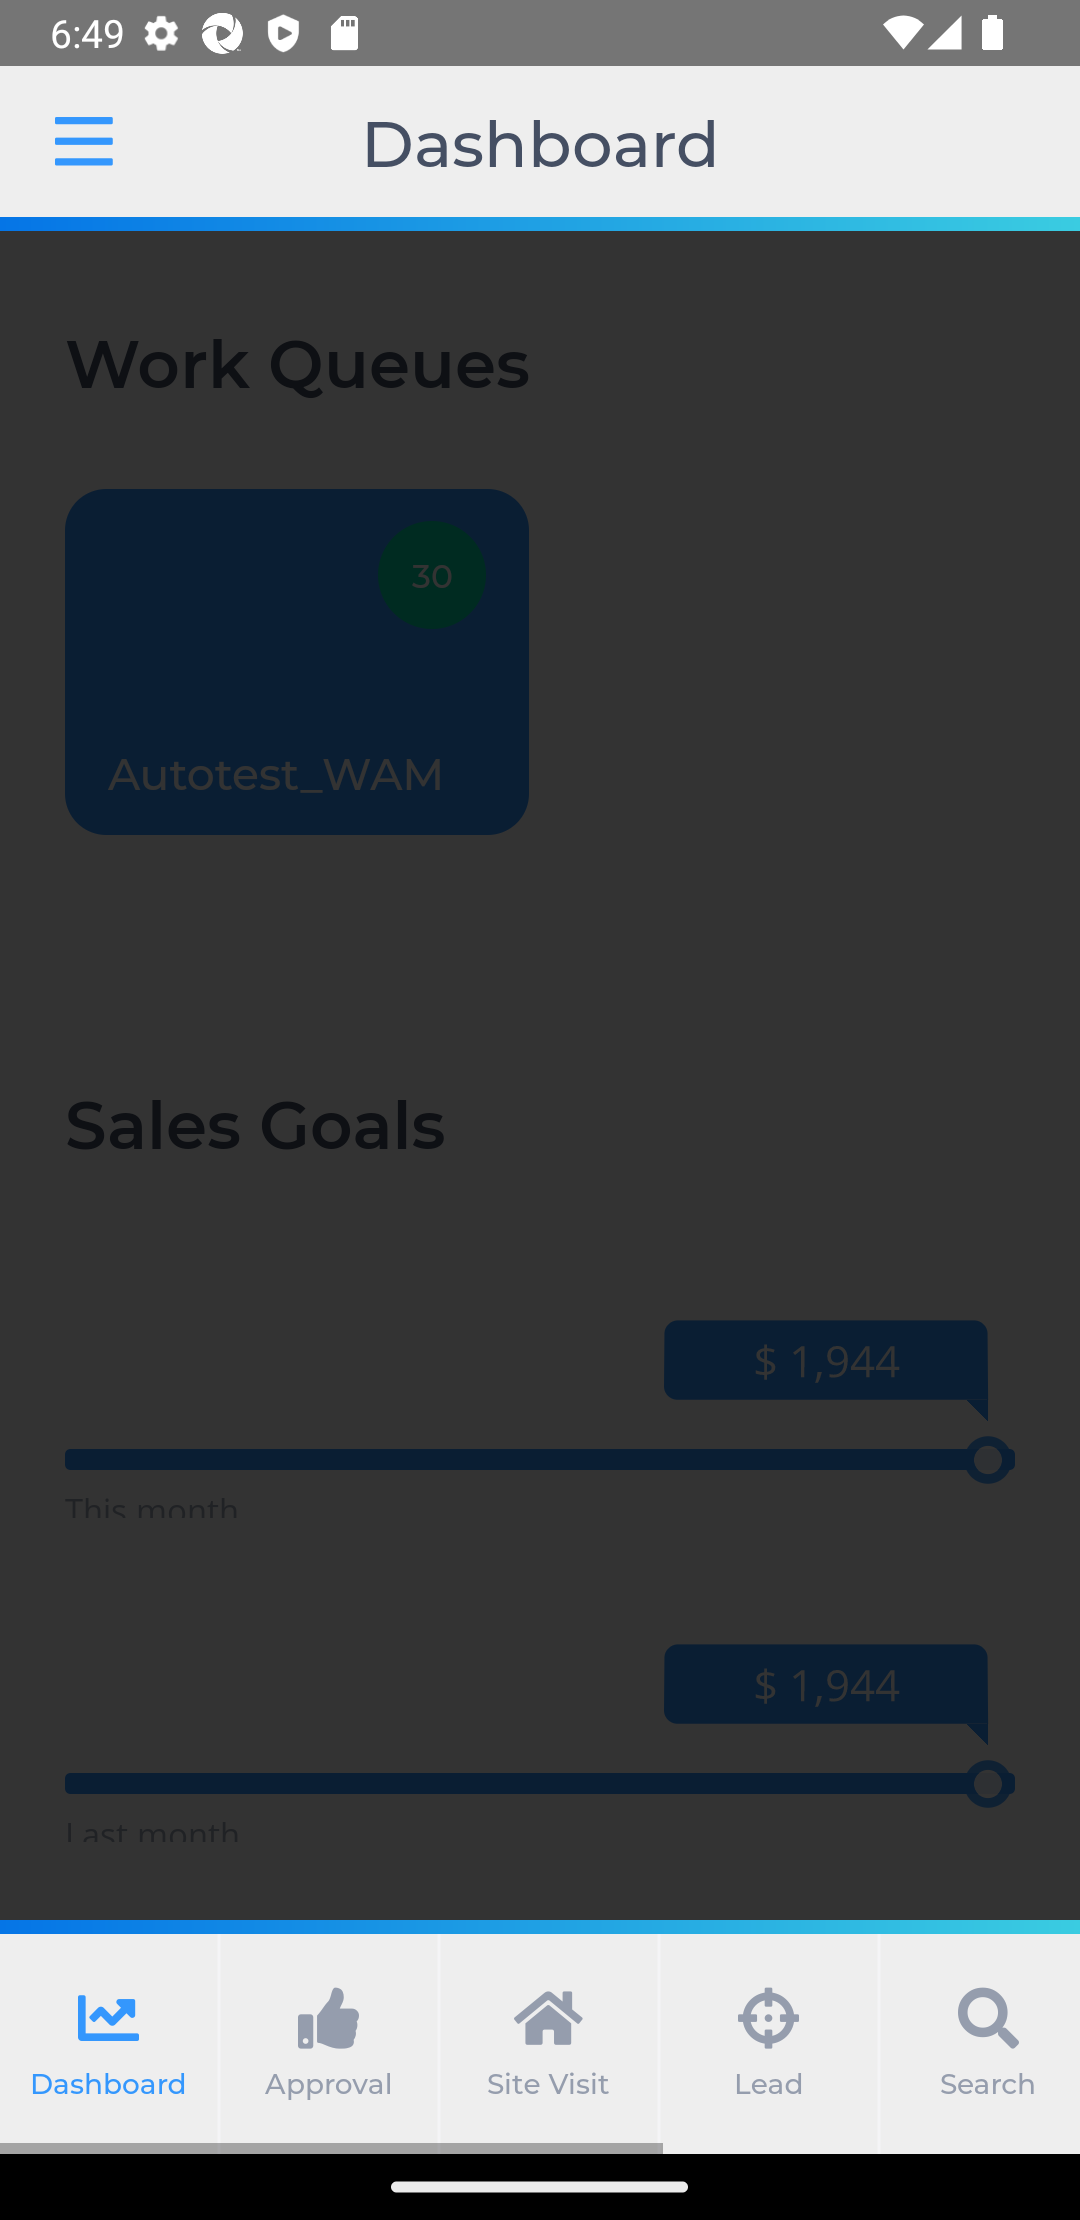 6:49
Dashboard
Work Queues
30
Autotest_WAM
Sales Goals
$ 1,944
This month
$ 1,944
Last month
Dashboard
Approval
Site Visit
Lead
Search